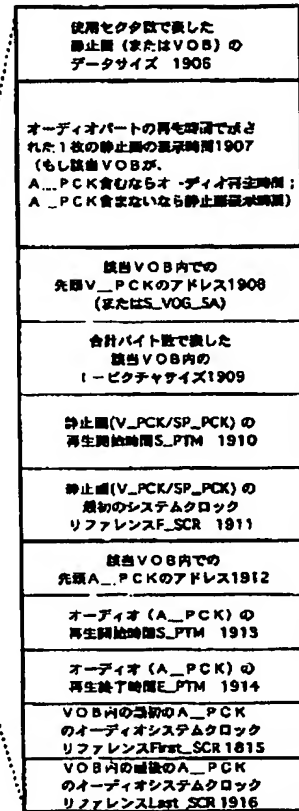 使用セクタ数で表した
静止画（またはVOB）の
データサイズ 1906
オーディオパートの再生時間で示さ
れた1枚の静止画の表示時間1907
（もし該当VOBが、
A__PCK含むならオーディオ再生時間；
A__PCK含まないなら静止画表示時間）
該当VOB内での
先頭V__PCKのアドレス1908
(またはS_VOG_SA)
合計バイト数で表した
該当VOB内の
I－ピクチャサイズ1909
静止画(V_PCK/SP_PCK) の
再生開始時間S_PTM 1910
静止画(V_PCK/SP_PCK) の
最初のシステムクロック
リファレンスF_SCR 1911
該当VOB内での
先頭A__PCKのアドレス1912
オーディオ (A__PCK) の
再生開始時間S_PTM 1913
オーディオ (A__PCK) の
再生終了時間E_PTM 1914
VOB内の最初のA__PCK
のオーディオシステムクロック
リファレンスFirst_SCR 1815
VOB内の最後のA__PCK
のオーディオシステムクロック
リファレンスLast_SCR 1916